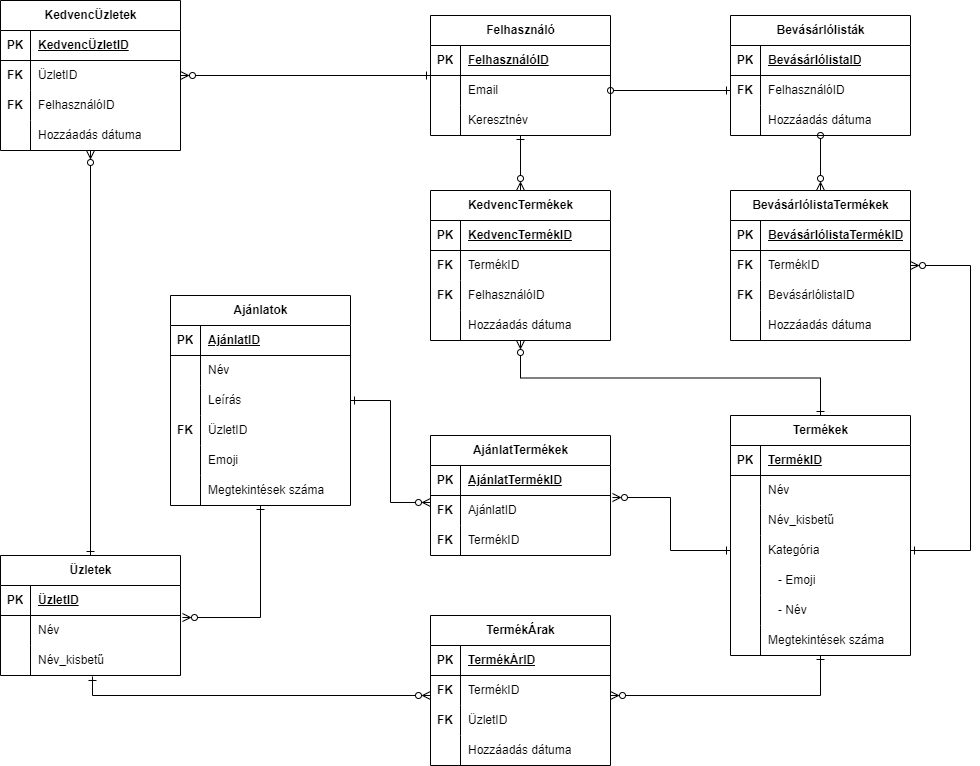 KedvencÜzletek
PK KedvencÜzletID
FK ÜzletID
FK FelhasználóID
Hozzáadás dátuma
Felhasználó
PK FelhasználóID
Email
Keresztnév
Bevásárlólisták
PK BevásárlólistaID
FK FelhasználóID
Hozzáadás dátuma
KedvencTermékek
PK KedvencTermékID
FK TermékID
FK FelhasználóID
Hozzáadás dátuma
BevásárlólistaTermékek
PK BevásárlólistaTermékID
FK TermékID
FK BevásárlólistaID
Hozzáadás dátuma
Ajánlatok
PK AjánlatID
Név
Leírás
FK ÜzletID
Emoji
Megtekintések száma
AjánlatTermékek
PK AjánlatTermékID
FK AjánlatID
FK TermékID
Termékek
PK TermékID
Név
Név_kisbetű
Kategória
- Emoji
- Név
Megtekintések száma
Üzletek
PK ÜzletID
Név
Név_kisbetű
TermékÁrak
PK TermékÁrID
FK TermékID
FK ÜzletID
Hozzáadás dátuma